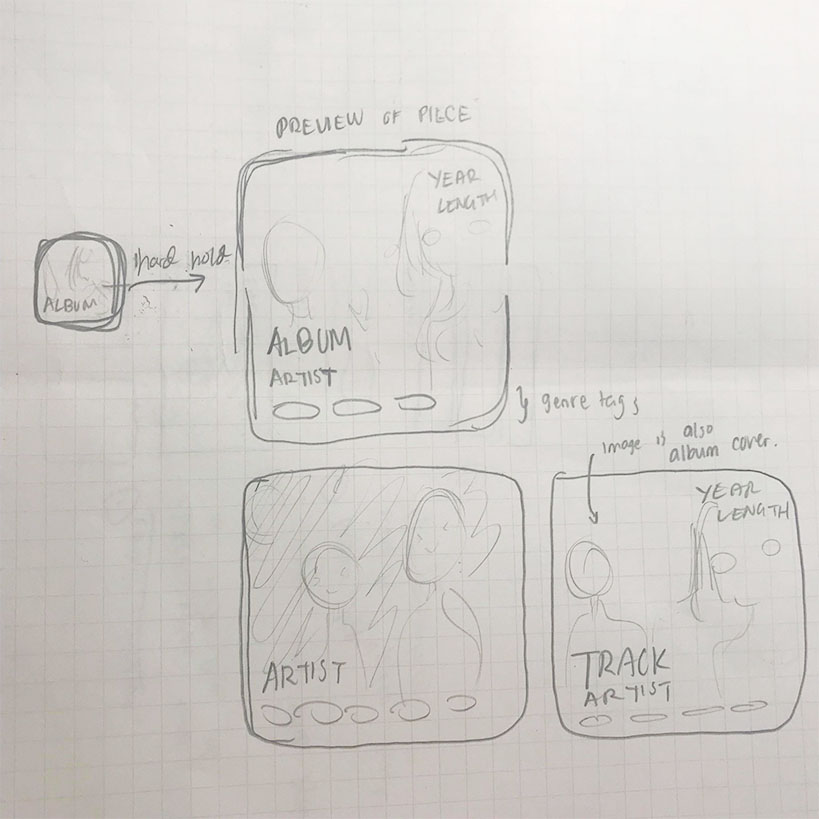 PREVIEW OF PIECE
YEAR
LENGTH
hard hold
ALBUM
ALBUM
ARTIST
genre tags
image is also
album cover.
YEAR
LENGTH
ARTIST
TRACK
ARTIST